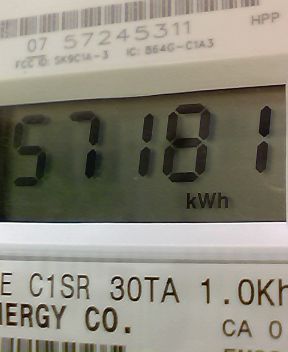 HPP
07 57245311
FCC ID: SK9C1A-3 IC: 864G-C1A3
57181
kWh
E C1SR 30TA 1.0Kh
ERGY CO.
CA 0